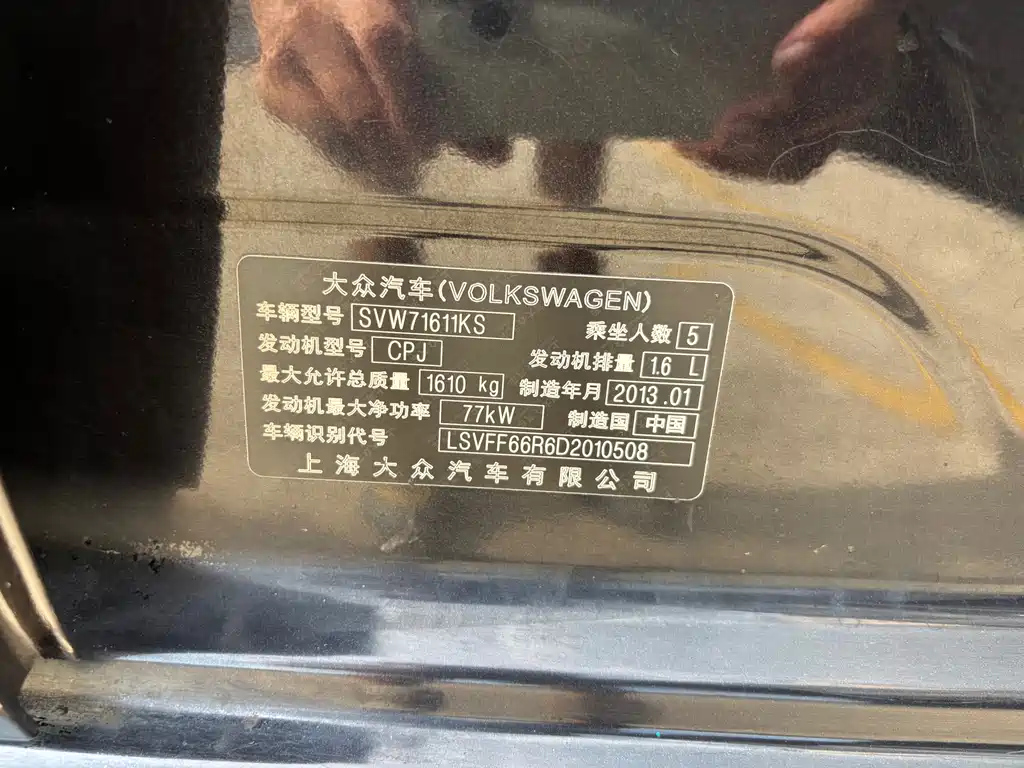 大众汽车(VOLKSWAGEN)
车辆型号 SVW71611KS 乘坐人数 5
发动机型号 CPJ 发动机排量 1.6 L
最大允许总质量 1610 kg 制造年月 2013.01
发动机最大净功率 77kW 制造国 中国
车辆识别代号 LSVFF66R6D2010508
上海大众汽车有限公司